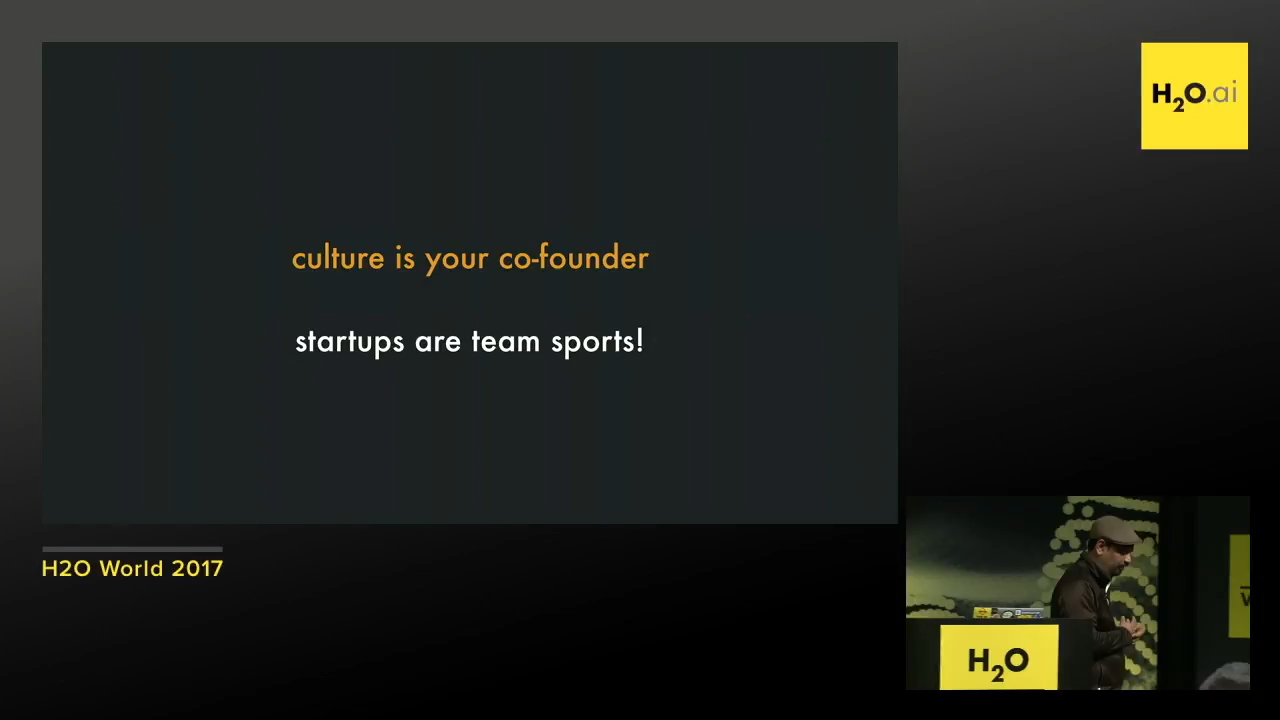 culture is your co-founder
startups are team sports!
H2O.ai
H2O World 2017
H2O